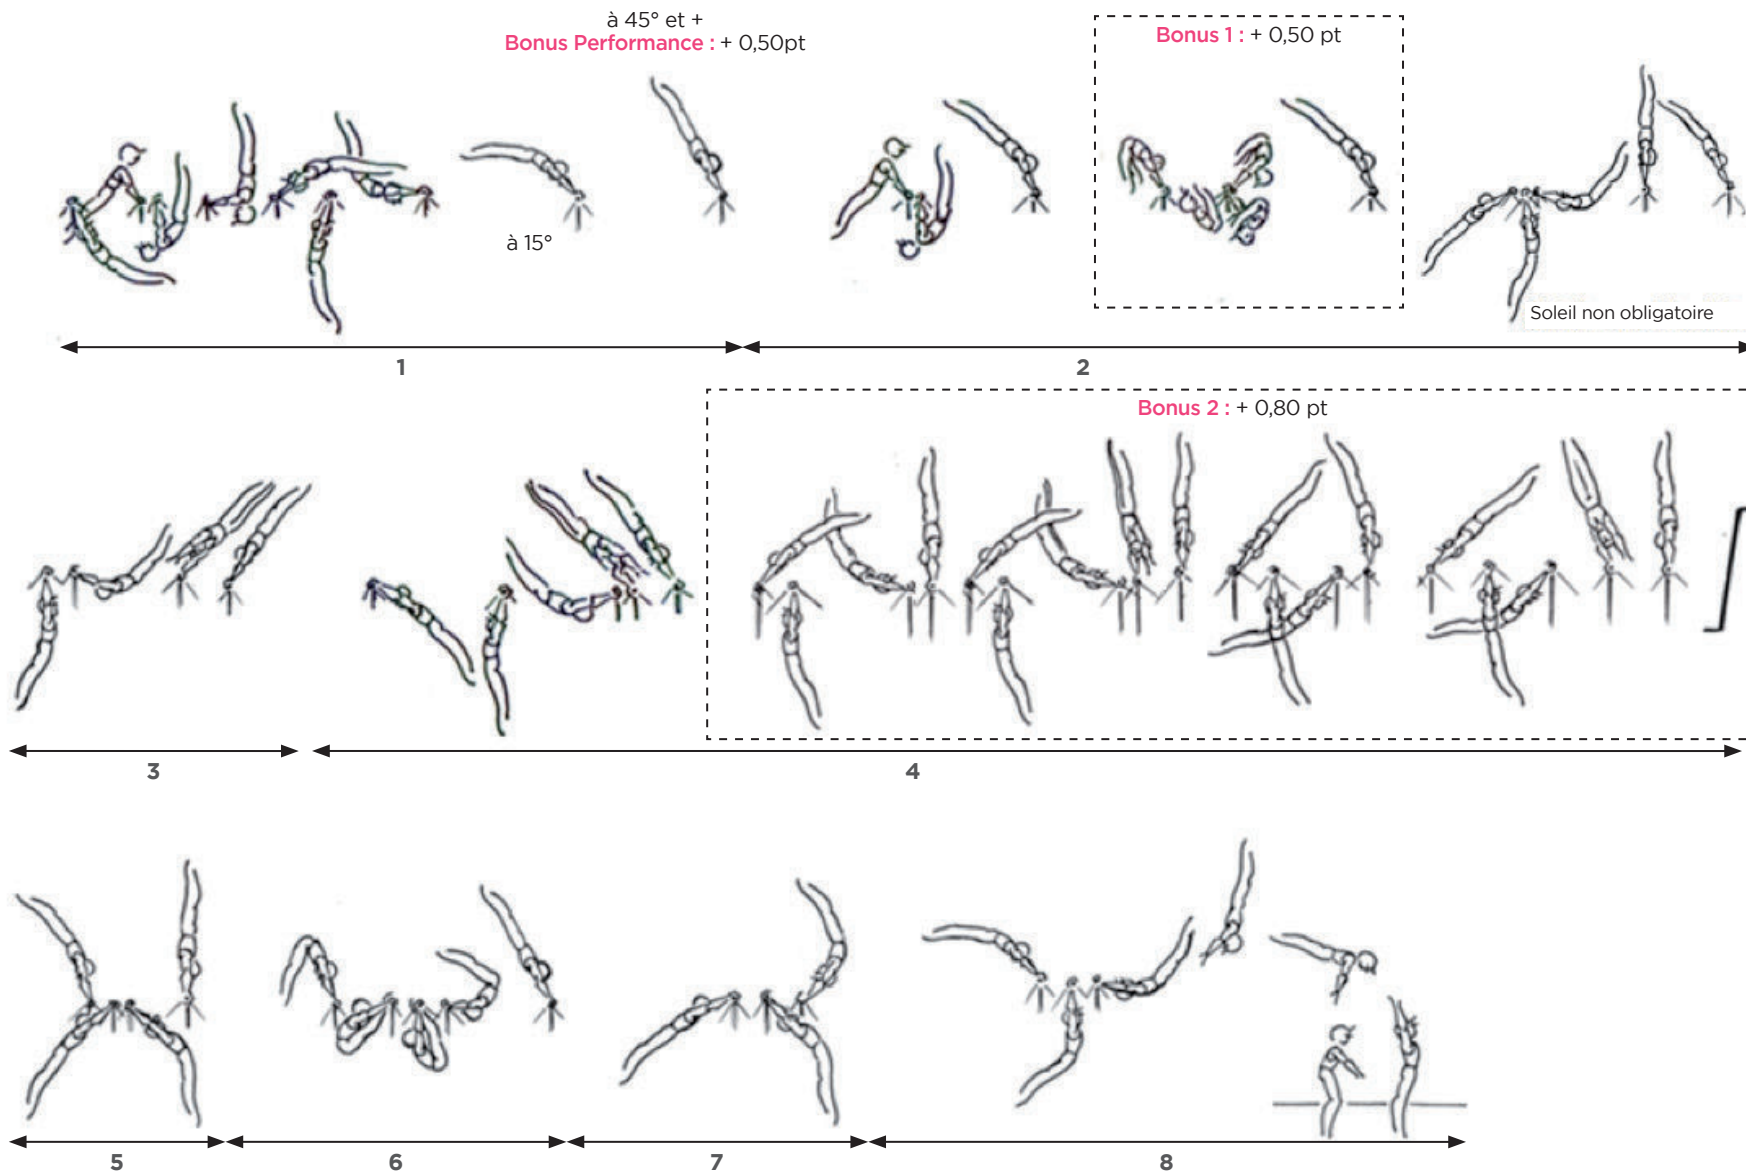 à 45° et +
Bonus Performance : + 0,50pt
Bonus 1 : + 0,50 pt
à 15°
Soleil non obligatoire
1
2
Bonus 2 : + 0,80 pt
3
4
5
6
7
8